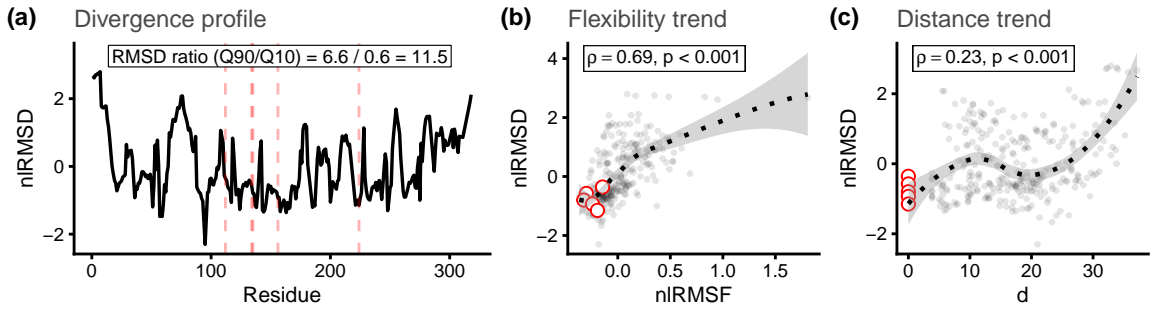 (a) Divergence profile
RMSD ratio (Q90/Q10) = 6.6 / 0.6 = 11.5
nlRMSD
2
0
−2
0 100 200 300
Residue
(b) Flexibility trend
ρ = 0.69, p < 0.001
nlRMSD
4
2
0
−2
0.0 0.5 1.0 1.5
nlRMSF
(c) Distance trend
ρ = 0.23, p < 0.001
nlRMSD
2
0
−2
0 10 20 30
d